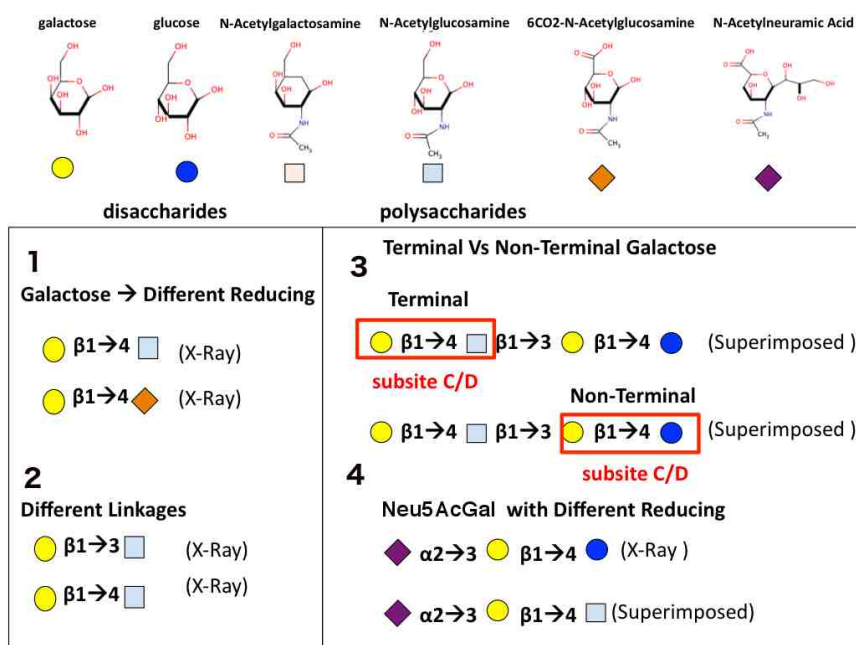 galactose
glucose
N-Acetylgalactosamine
N-Acetylglucosamine
6CO2-N-Acetylglucosamine
N-Acetylneuramic Acid
disaccharides
polysaccharides
1
Galactose → Different Reducing
β1→4 (X-Ray)
β1→4 (X-Ray)
2
Different Linkages
β1→3 (X-Ray)
β1→4 (X-Ray)
3
Terminal Vs Non-Terminal Galactose
Terminal
β1→4 β1→3 β1→4 (Superimposed )
subsite C/D
Non-Terminal
β1→4 β1→3 β1→4 (Superimposed )
subsite C/D
4
Neu5AcGal with Different Reducing
α2→3 β1→4 (X-Ray )
α2→3 β1→4 (Superimposed)